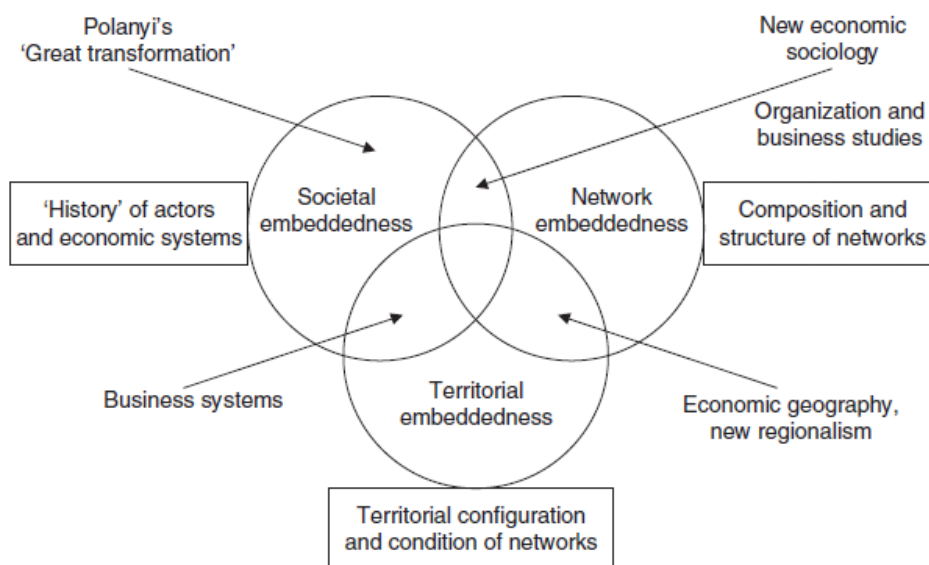 Polanyi's
'Great transformation'
New economic
sociology
Organization and
business studies
Societal
embeddedness
Network
embeddedness
'History' of actors
and economic systems
Composition and
structure of networks
Business systems
Territorial
embeddedness
Economic geography,
new regionalism
Territorial configuration
and condition of networks